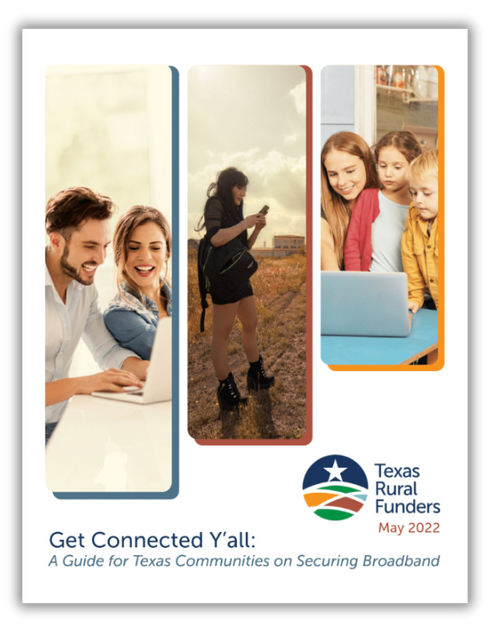 Texas
Rural
Funders
May 2022
Get Connected Y'all:
A Guide for Texas Communities on Securing Broadband